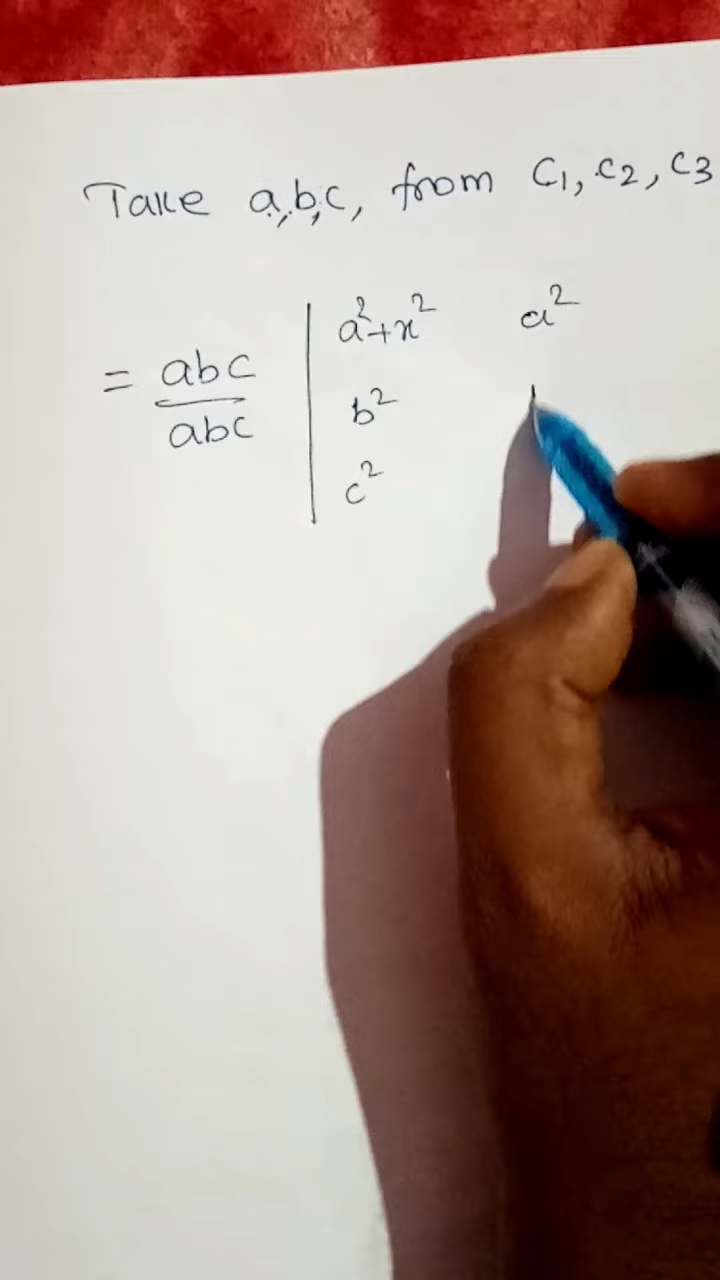 Take a,b,c, from C1, C2, C3
= abc/abc | a²+x² a²
b²
c²